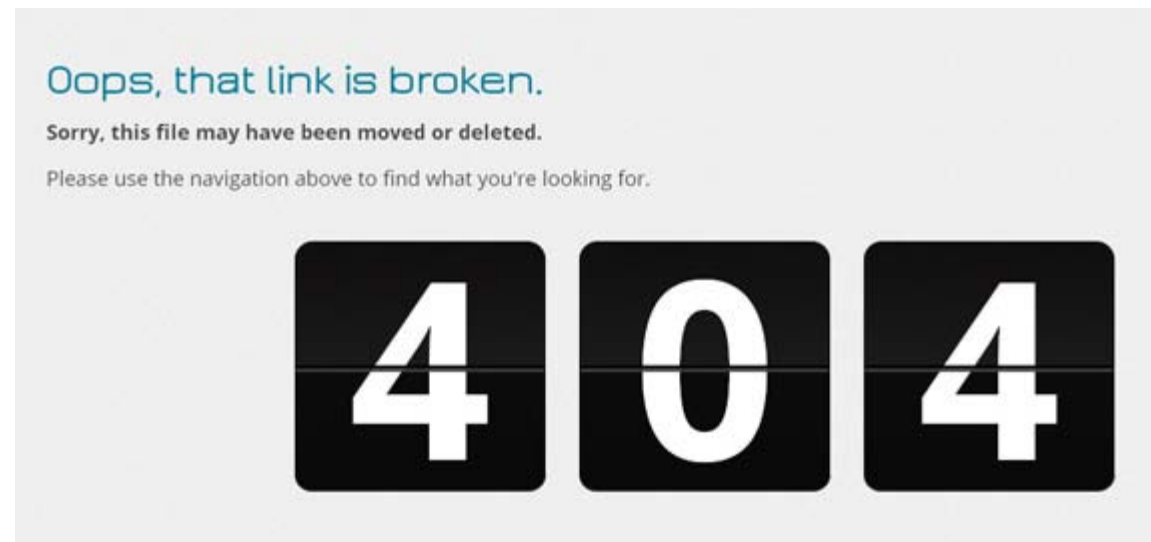 Oops, that link is broken.
Sorry, this file may have been moved or deleted.
Please use the navigation above to find what you're looking for.
404